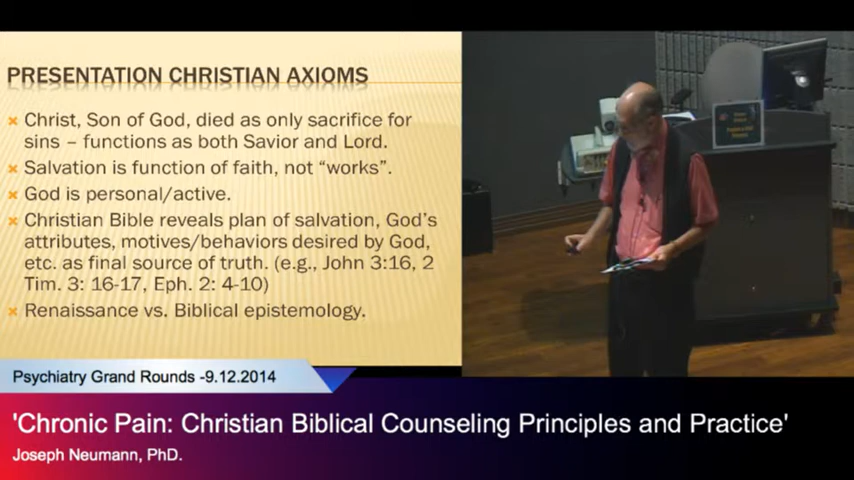 PRESENTATION CHRISTIAN AXIOMS
Christ, Son of God, died as only sacrifice for
sins – functions as both Savior and Lord.
Salvation is function of faith, not “works”.
God is personal/active.
Christian Bible reveals plan of salvation, God’s
attributes, motives/behaviors desired by God,
etc. as final source of truth. (e.g., John 3:16, 2
Tim. 3: 16-17, Eph. 2: 4-10)
Renaissance vs. Biblical epistemology.
Psychiatry Grand Rounds -9.12.2014
'Chronic Pain: Christian Biblical Counseling Principles and Practice'
Joseph Neumann, PhD.